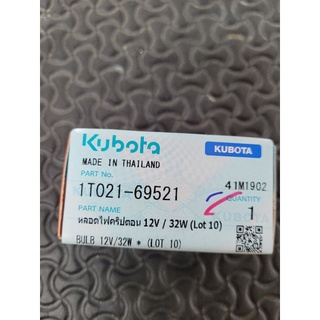 Kubota
KUBOTA
MADE IN THAILAND
PART No.
1T021-69521
41M1902
QUANTITY
1
PART NAME
KUBOTA
หลอดไฟคริปตอน 12V / 32W (Lot 10)
BULB 12V/32W * (LOT 10)